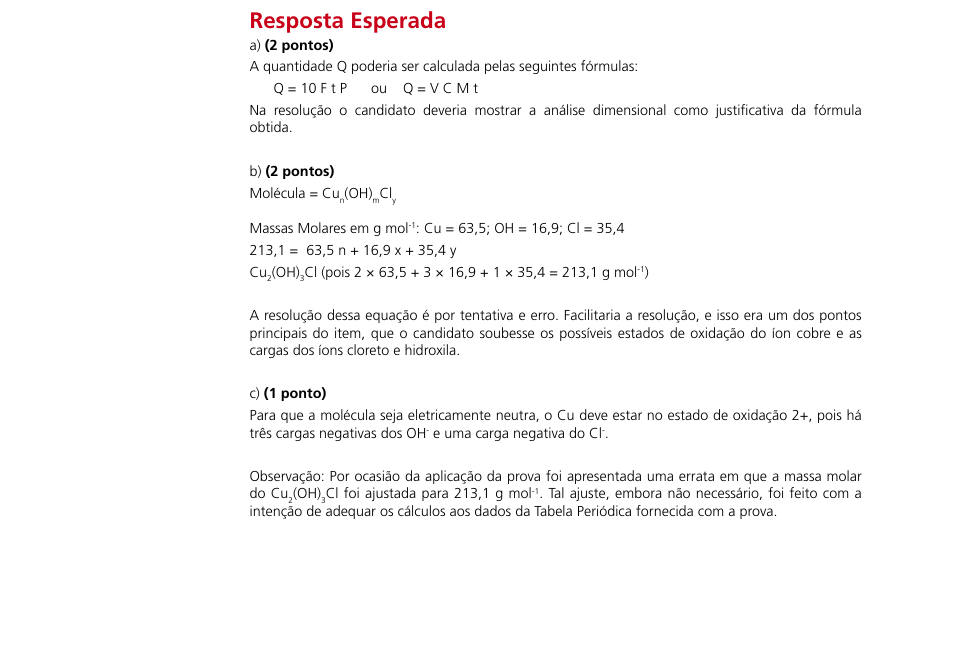 Resposta Esperada
a) (2 pontos)
A quantidade Q poderia ser calculada pelas seguintes fórmulas:
Q = 10 F t P ou Q = V C M t
Na resolução o candidato deveria mostrar a análise dimensional como justificativa da fórmula
obtida.
b) (2 pontos)
Molécula = Cuₙ(OH)ₘClᵧ
Massas Molares em g mol⁻¹: Cu = 63,5; OH = 16,9; Cl = 35,4
213,1 = 63,5 n + 16,9 x + 35,4 y
Cu₂(OH)₃Cl (pois 2 × 63,5 + 3 × 16,9 + 1 × 35,4 = 213,1 g mol⁻¹)
A resolução dessa equação é por tentativa e erro. Facilitaria a resolução, e isso era um dos pontos
principais do item, que o candidato soubesse os possíveis estados de oxidação do íon cobre e as
cargas dos íons cloreto e hidroxila.
c) (1 ponto)
Para que a molécula seja eletricamente neutra, o Cu deve estar no estado de oxidação 2+, pois há
três cargas negativas dos OH⁻ e uma carga negativa do Cl⁻.
Observação: Por ocasião da aplicação da prova foi apresentada uma errata em que a massa molar
do Cu₂(OH)₃Cl foi ajustada para 213,1 g mol⁻¹. Tal ajuste, embora não necessário, foi feito com a
intenção de adequar os cálculos aos dados da Tabela Periódica fornecida com a prova.